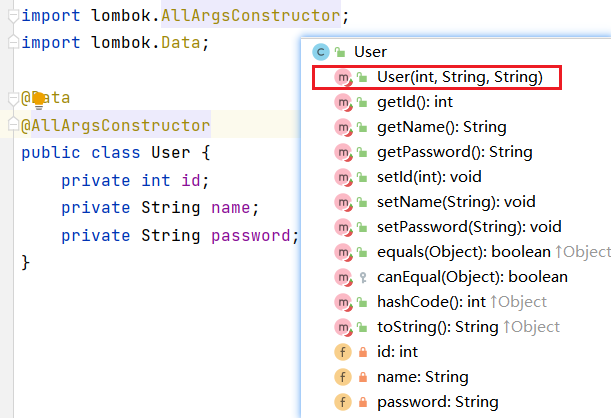 import lombok.AllArgsConstructor;
import lombok.Data;
@Data
@AllArgsConstructor
public class User {
private int id;
private String name;
private String password;
}
C User
m User(int, String, String)
m getId(): int
m getName(): String
m getPassword(): String
m setId(int): void
m setName(String): void
m setPassword(String): void
m equals(Object): boolean ↑Object
m canEqual(Object): boolean
m hashCode(): int ↑Object
m toString(): String ↑Object
f id: int
f name: String
f password: String